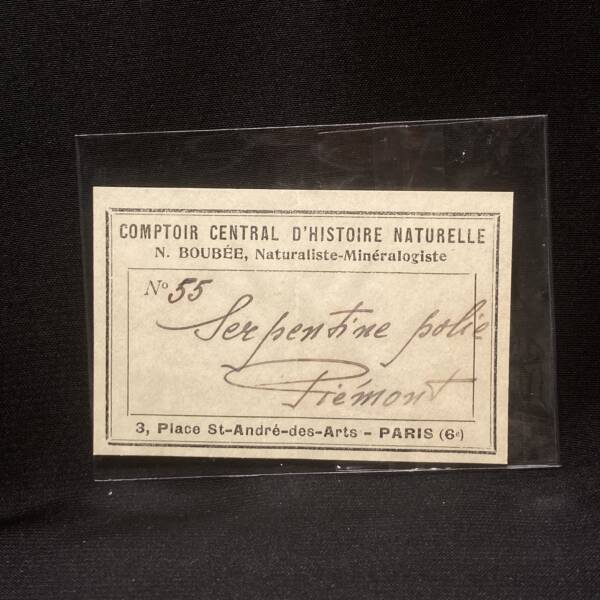 COMPTOIR CENTRAL D'HISTOIRE NATURELLE
N. BOUBÉE, Naturaliste-Minéralogiste
Nº 55
Serpentine polie
Piémont
3, Place St-André-des-Arts - PARIS (6e)